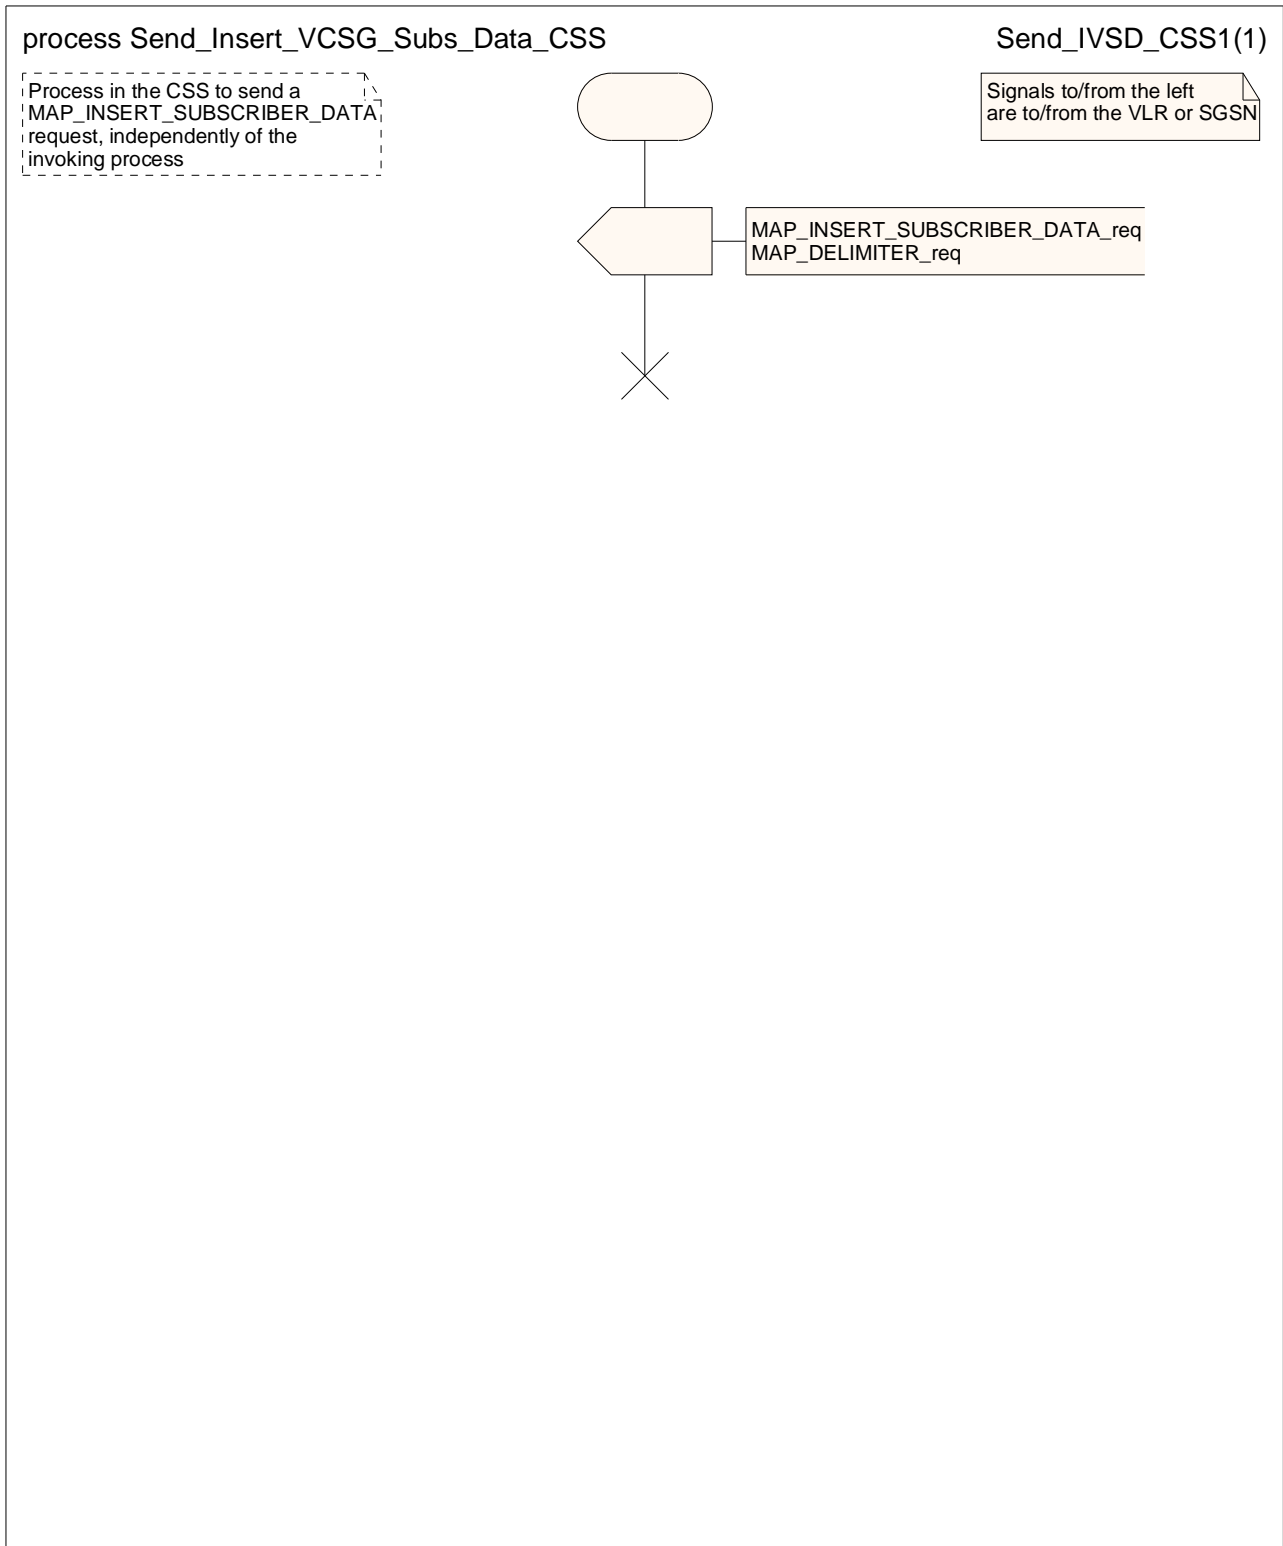 process Send_Insert_VCSG_Subs_Data_CSS
Send_IVSD_CSS1(1)
Process in the CSS to send a
MAP_INSERT_SUBSCRIBER_DATA
request, independently of the
invoking process
Signals to/from the left
are to/from the VLR or SGSN
MAP_INSERT_SUBSCRIBER_DATA_req
MAP_DELIMITER_req